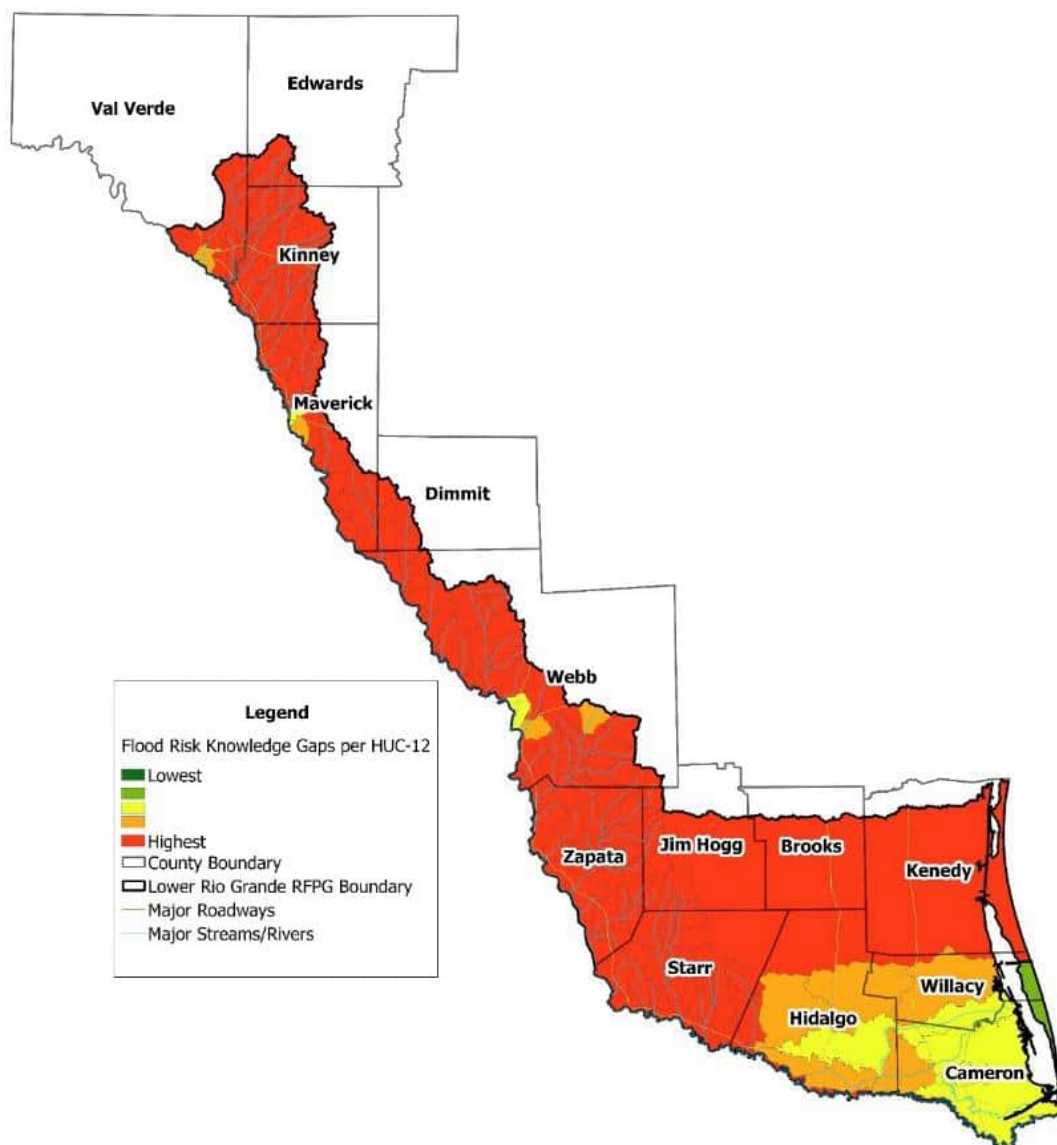 Edwards
Val Verde
Kinney
Maverick
Dimmit
Webb
Legend
Flood Risk Knowledge Gaps per HUC-12
Lowest
Highest
County Boundary
Lower Rio Grande RFPG Boundary
Major Roadways
Major Streams/Rivers
Zapata
Jim Hogg
Brooks
Kenedy
Starr
Willacy
Hidalgo
Cameron